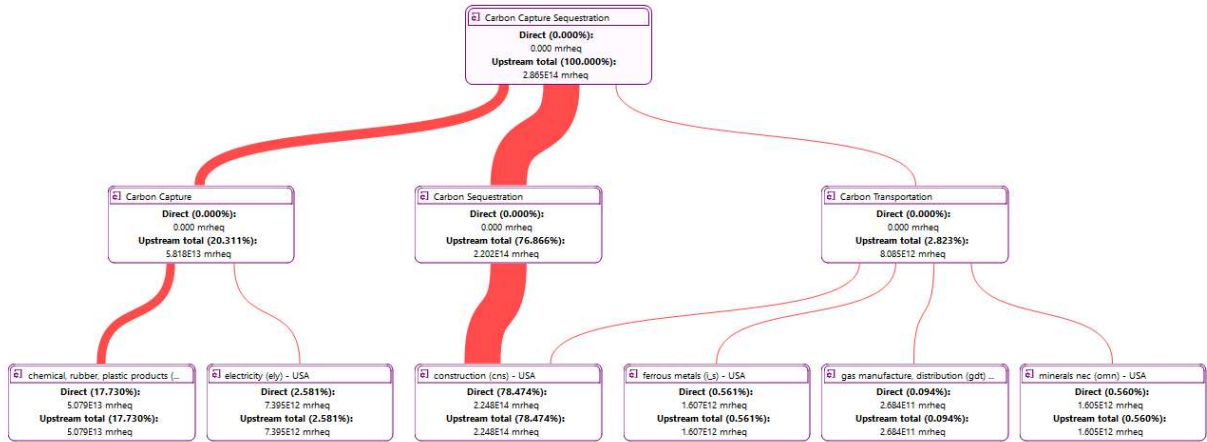 Carbon Capture Sequestration
Direct (0.000%):
0.000 mrheq
Upstream total (100.000%):
2.865E14 mrheq
Carbon Capture
Direct (0.000%):
0.000 mrheq
Upstream total (20.311%):
5.818E13 mrheq
Carbon Sequestration
Direct (0.000%):
0.000 mrheq
Upstream total (76.866%):
2.202E14 mrheq
Carbon Transportation
Direct (0.000%):
0.000 mrheq
Upstream total (2.823%):
8.085E12 mrheq
chemical, rubber, plastic products (...
Direct (17.730%):
5.079E13 mrheq
Upstream total (17.730%):
5.079E13 mrheq
electricity (ely) - USA
Direct (2.581%):
7.395E12 mrheq
Upstream total (2.581%):
7.395E12 mrheq
construction (cns) - USA
Direct (78.474%):
2.248E14 mrheq
Upstream total (78.474%):
2.248E14 mrheq
ferrous metals (i_s) - USA
Direct (0.561%):
1.607E12 mrheq
Upstream total (0.561%):
1.607E12 mrheq
gas manufacture, distribution (gdt) ...
Direct (0.094%):
2.684E11 mrheq
Upstream total (0.094%):
2.684E11 mrheq
minerals nec (omn) - USA
Direct (0.560%):
1.605E12 mrheq
Upstream total (0.560%):
1.605E12 mrheq